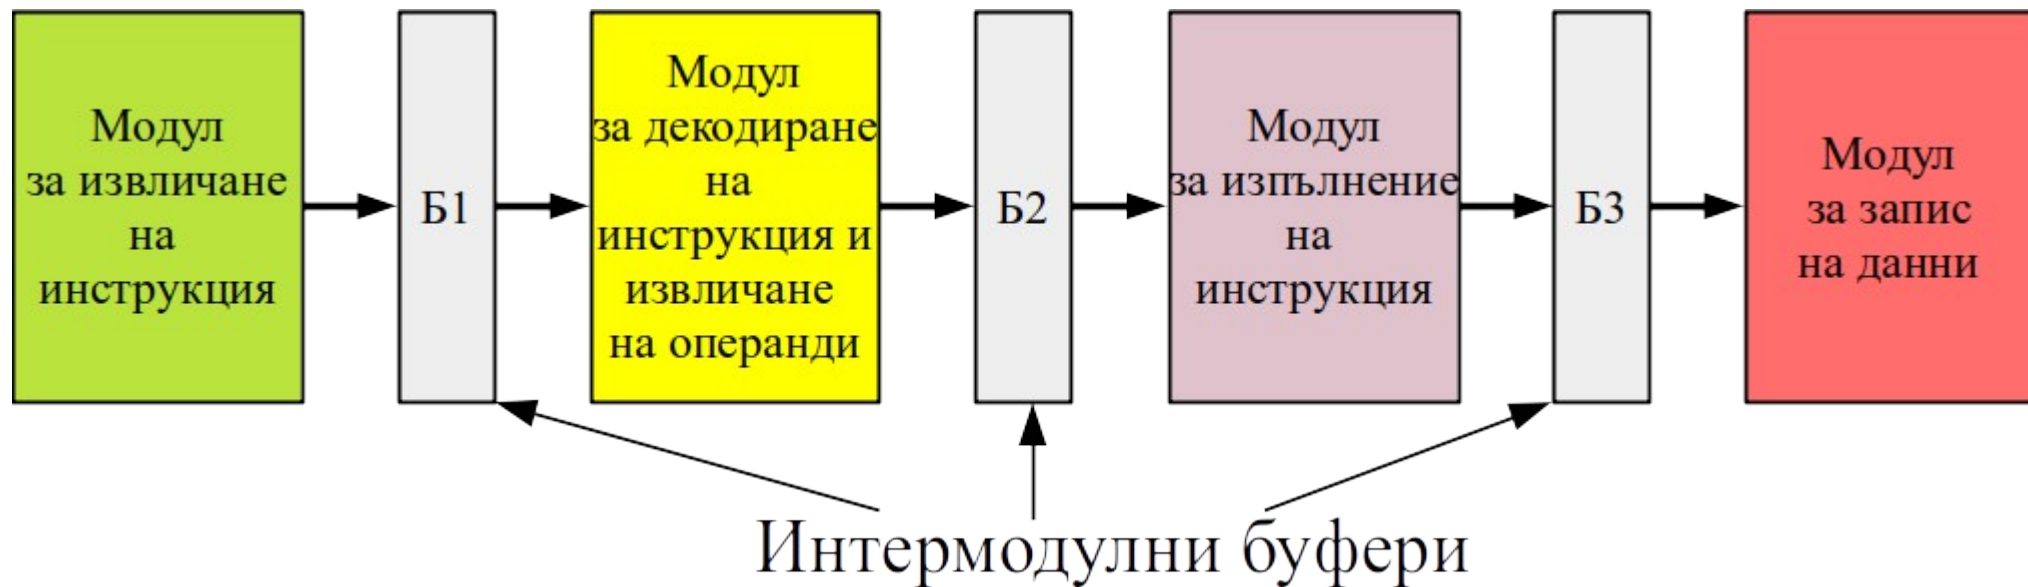 Модул
за извличане
на
инструкция
Б1
Модул
за декодиране
на
инструкция и
извличане
на операнди
Б2
Модул
за изпълнение
на
инструкция
Б3
Модул
за запис
на данни
Интермодулни буфери